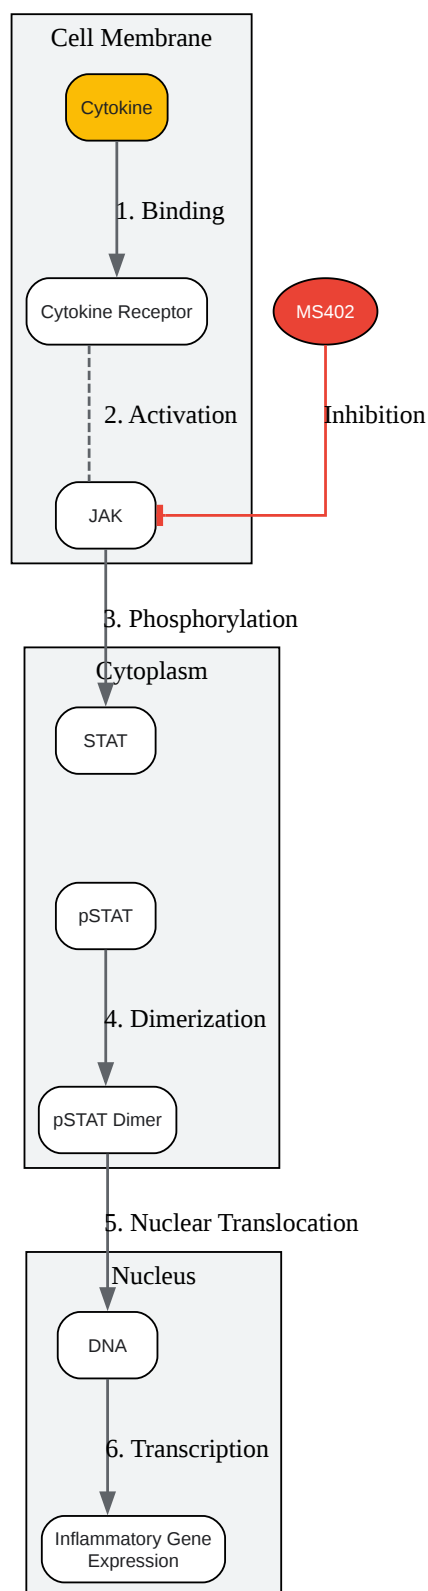 Cell Membrane
Cytokine
1. Binding
Cytokine Receptor
MS402
2. Activation
Inhibition
JAK
3. Phosphorylation
Cytoplasm
STAT
pSTAT
4. Dimerization
pSTAT Dimer
5. Nuclear Translocation
Nucleus
DNA
6. Transcription
Inflammatory Gene
Expression